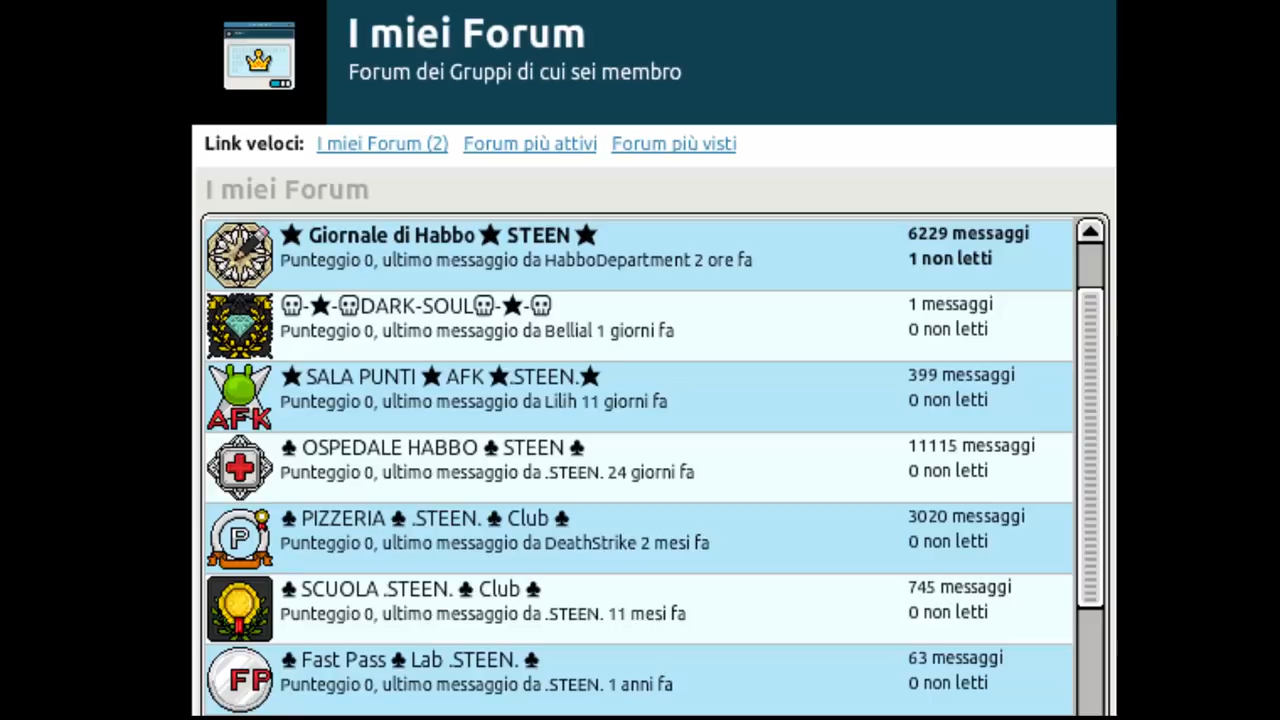 I miei Forum
Forum dei Gruppi di cui sei membro
Link veloci: I miei Forum (2) Forum più attivi Forum più visti
I miei Forum
★ Giornale di Habbo ★ STEEN ★
6229 messaggi
Punteggio 0, ultimo messaggio da HabboDepartment 2 ore fa
1 non letti
💀-★-💀DARK-SOUL💀-★-💀
1 messaggi
Punteggio 0, ultimo messaggio da Bellial 1 giorni fa
0 non letti
★ SALA PUNTI ★ AFK ★.STEEN.★
399 messaggi
Punteggio 0, ultimo messaggio da Lilih 11 giorni fa
0 non letti
AFK
♣ OSPEDALE HABBO ♣ STEEN ♣
11115 messaggi
Punteggio 0, ultimo messaggio da .STEEN. 24 giorni fa
0 non letti
♣ PIZZERIA ♣ .STEEN. ♣ Club ♣
3020 messaggi
P
Punteggio 0, ultimo messaggio da DeathStrike 2 mesi fa
0 non letti
♣ SCUOLA .STEEN. ♣ Club ♣
745 messaggi
Punteggio 0, ultimo messaggio da .STEEN. 11 mesi fa
0 non letti
♣ Fast Pass ♣ Lab .STEEN. ♣
63 messaggi
FP
Punteggio 0, ultimo messaggio da .STEEN. 1 anni fa
0 non letti